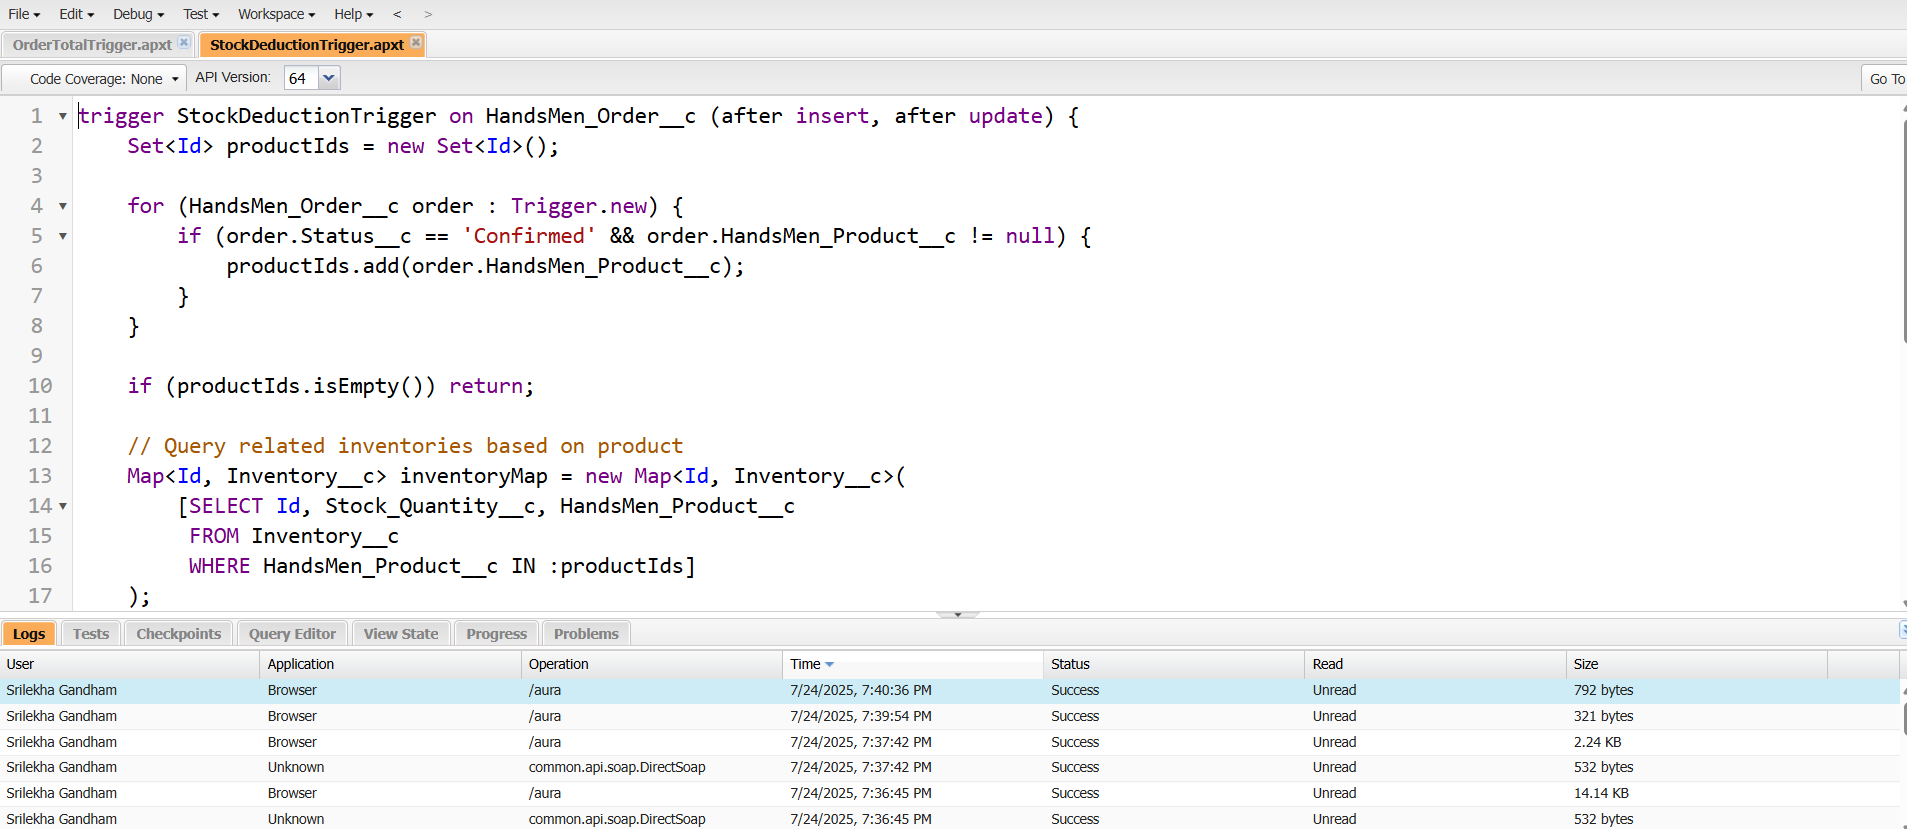 File Edit Debug Test Workspace Help < >
OrderTotalTrigger.apxt StockDeductionTrigger.apxt
Code Coverage: None API Version: 64 Go To
1 trigger StockDeductionTrigger on HandsMen_Order__c (after insert, after update) {
2 Set<Id> productIds = new Set<Id>();
3
4 for (HandsMen_Order__c order : Trigger.new) {
5 if (order.Status__c == 'Confirmed' && order.HandsMen_Product__c != null) {
6 productIds.add(order.HandsMen_Product__c);
7 }
8 }
9
10 if (productIds.isEmpty()) return;
11
12 // Query related inventories based on product
13 Map<Id, Inventory__c> inventoryMap = new Map<Id, Inventory__c>(
14 [SELECT Id, Stock_Quantity__c, HandsMen_Product__c
15 FROM Inventory__c
16 WHERE HandsMen_Product__c IN :productIds]
17 );
Logs Tests Checkpoints Query Editor View State Progress Problems
User Application Operation Time Status Read Size
Srilekha Gandham Browser /aura 7/24/2025, 7:40:36 PM Success Unread 792 bytes
Srilekha Gandham Browser /aura 7/24/2025, 7:39:54 PM Success Unread 321 bytes
Srilekha Gandham Browser /aura 7/24/2025, 7:37:42 PM Success Unread 2.24 KB
Srilekha Gandham Unknown common.api.soap.DirectSoap 7/24/2025, 7:37:42 PM Success Unread 532 bytes
Srilekha Gandham Browser /aura 7/24/2025, 7:36:45 PM Success Unread 14.14 KB
Srilekha Gandham Unknown common.api.soap.DirectSoap 7/24/2025, 7:36:45 PM Success Unread 532 bytes